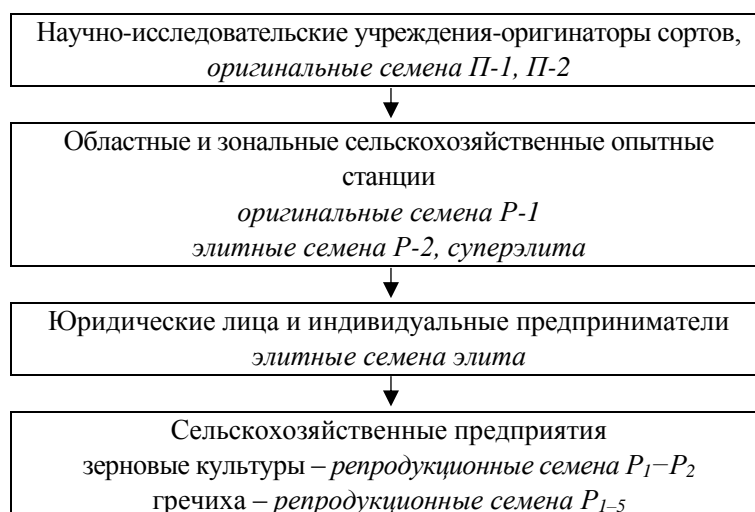 Научно-исследовательские учреждения-оригинаторы сортов,
оригинальные семена П-1, П-2
Областные и зональные сельскохозяйственные опытные
станции
оригинальные семена Р-1
элитные семена Р-2, суперэлита
Юридические лица и индивидуальные предприниматели
элитные семена элита
Сельскохозяйственные предприятия
зерновые культуры – репродукционные семена Р₁−Р₂
гречиха – репродукционные семена Р₁₋₅